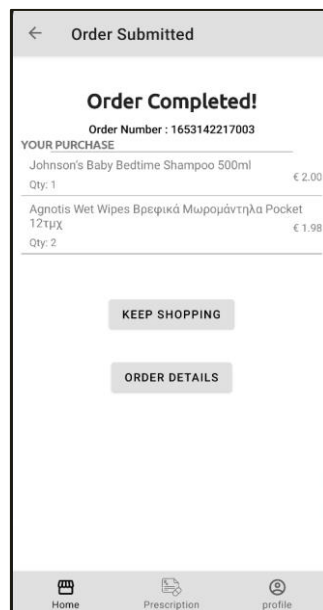 Order Submitted
Order Completed!
Order Number : 1653142217003
YOUR PURCHASE
Johnson's Baby Bedtime Shampoo 500ml
€ 2.00
Qty: 1
Agnotis Wet Wipes Βρεφικά Μωρομάντηλα Pocket
12τμχ
€ 1.98
Qty: 2
KEEP SHOPPING
ORDER DETAILS
Home
Prescription
profile